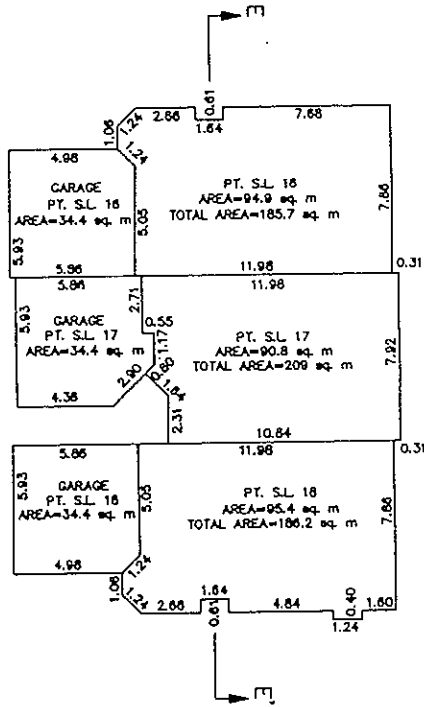 E
0.61
2.66
1.64
7.68
1.24
1.06
1.24
4.98
GARAGE
PT. S.L. 16
AREA=34.4 sq. m
5.93
5.05
5.86
PT. S.L. 16
AREA=94.9 sq. m
TOTAL AREA=185.7 sq. m
7.86
11.98
0.31
5.86
11.98
GARAGE
PT. S.L. 17
AREA=34.4 sq. m
5.93
2.71
0.55
1.17
0.60
2.90
1.64
4.36
2.31
PT. S.L. 17
AREA=90.8 sq. m
TOTAL AREA=209 sq. m
7.92
10.64
0.31
5.86
11.98
GARAGE
PT. S.L. 16
AREA=34.4 sq. m
5.93
5.05
4.98
PT. S.L. 18
AREA=95.4 sq. m
TOTAL AREA=186.2 sq. m
7.86
1.24
1.06
1.24
2.66
1.64
0.61
4.84
0.40
1.24
1.60
E'